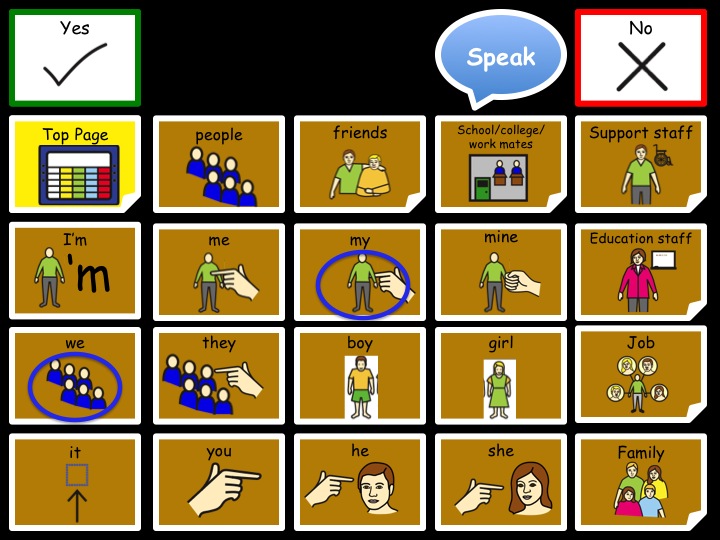 Yes
Speak
No
Top Page
people
friends
School/college/
work mates
Support staff
I'm
'm
me
my
mine
Education staff
we
they
boy
girl
Job
it
you
he
she
Family